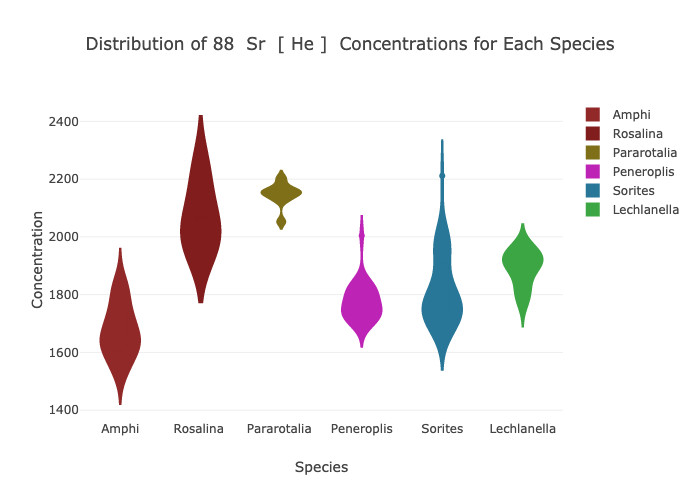 Distribution of 88  Sr  [ He ]  Concentrations for Each Species
2400
2200
2000
1800
1600
1400
Concentration
Amphi
Rosalina
Pararotalia
Peneroplis
Sorites
Lechlanella
Species
Amphi
Rosalina
Pararotalia
Peneroplis
Sorites
Lechlanella